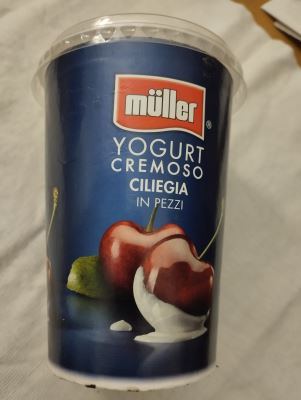 müller
®
YOGURT
CREMOSO
CILIEGIA
IN PEZZI